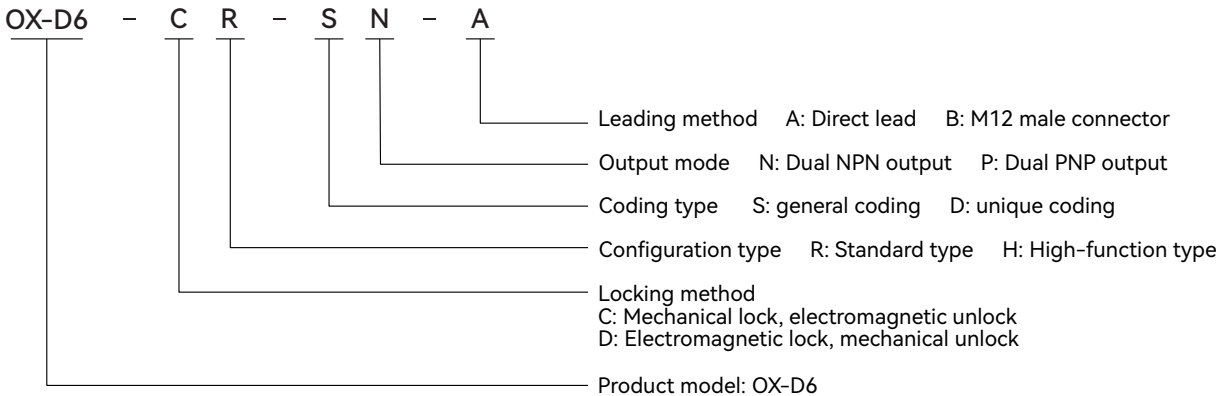 OX-D6 - C R - S N - A
Leading method A: Direct lead B: M12 male connector
Output mode N: Dual NPN output P: Dual PNP output
Coding type S: general coding D: unique coding
Configuration type R: Standard type H: High-function type
Locking method
C: Mechanical lock, electromagnetic unlock
D: Electromagnetic lock, mechanical unlock
Product model: OX-D6